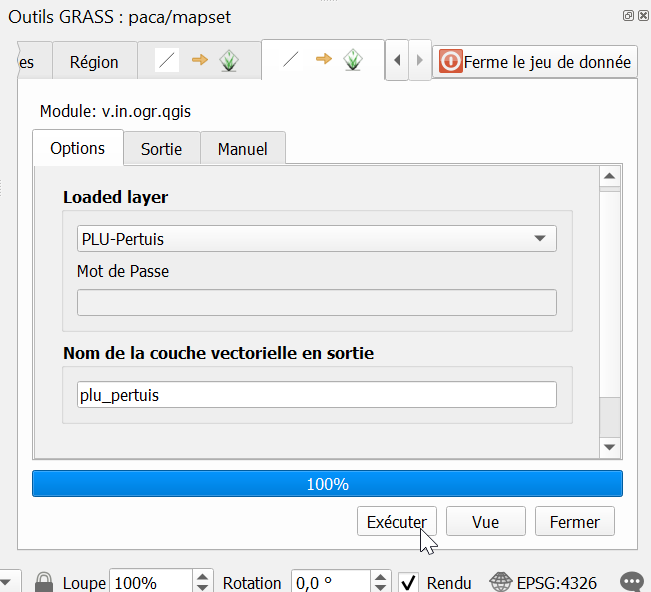 Outils GRASS : paca/mapset
es Région Ferme le jeu de donnée
Module: v.in.ogr.qgis
Options Sortie Manuel
Loaded layer
PLU-Pertuis
Mot de Passe
Nom de la couche vectorielle en sortie
plu_pertuis
100%
Exécuter Vue Fermer
Loupe 100% Rotation 0,0 ° Rendu EPSG:4326